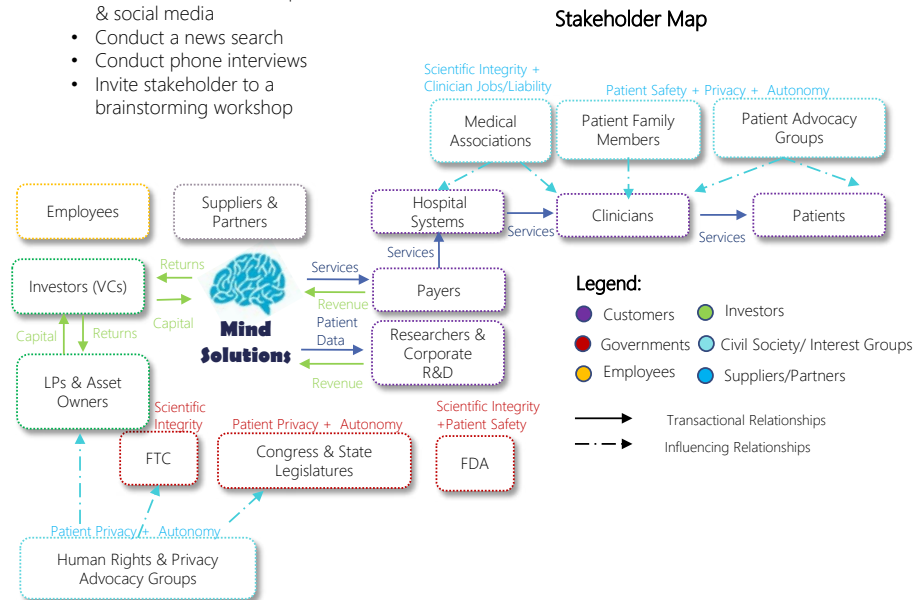 & social media
• Conduct a news search
• Conduct phone interviews
• Invite stakeholder to a
brainstorming workshop
Stakeholder Map
Scientific Integrity +
Clinician Jobs/Liability
Patient Safety + Privacy + Autonomy
Medical
Associations
Patient Family
Members
Patient Advocacy
Groups
Employees
Suppliers &
Partners
Hospital
Systems
Services
Clinicians
Services
Patients
Services
Investors (VCs)
Returns
Capital
Mind
Solutions
Services
Revenue
Payers
Patient
Data
Revenue
Researchers &
Corporate
R&D
Capital
Returns
LPs & Asset
Owners
Legend:
Customers
Investors
Governments
Civil Society/ Interest Groups
Employees
Suppliers/Partners
Transactional Relationships
Influencing Relationships
Scientific
Integrity
FTC
Patient Privacy + Autonomy
Congress & State
Legislatures
Scientific Integrity
+Patient Safety
FDA
Patient Privacy + Autonomy
Human Rights & Privacy
Advocacy Groups